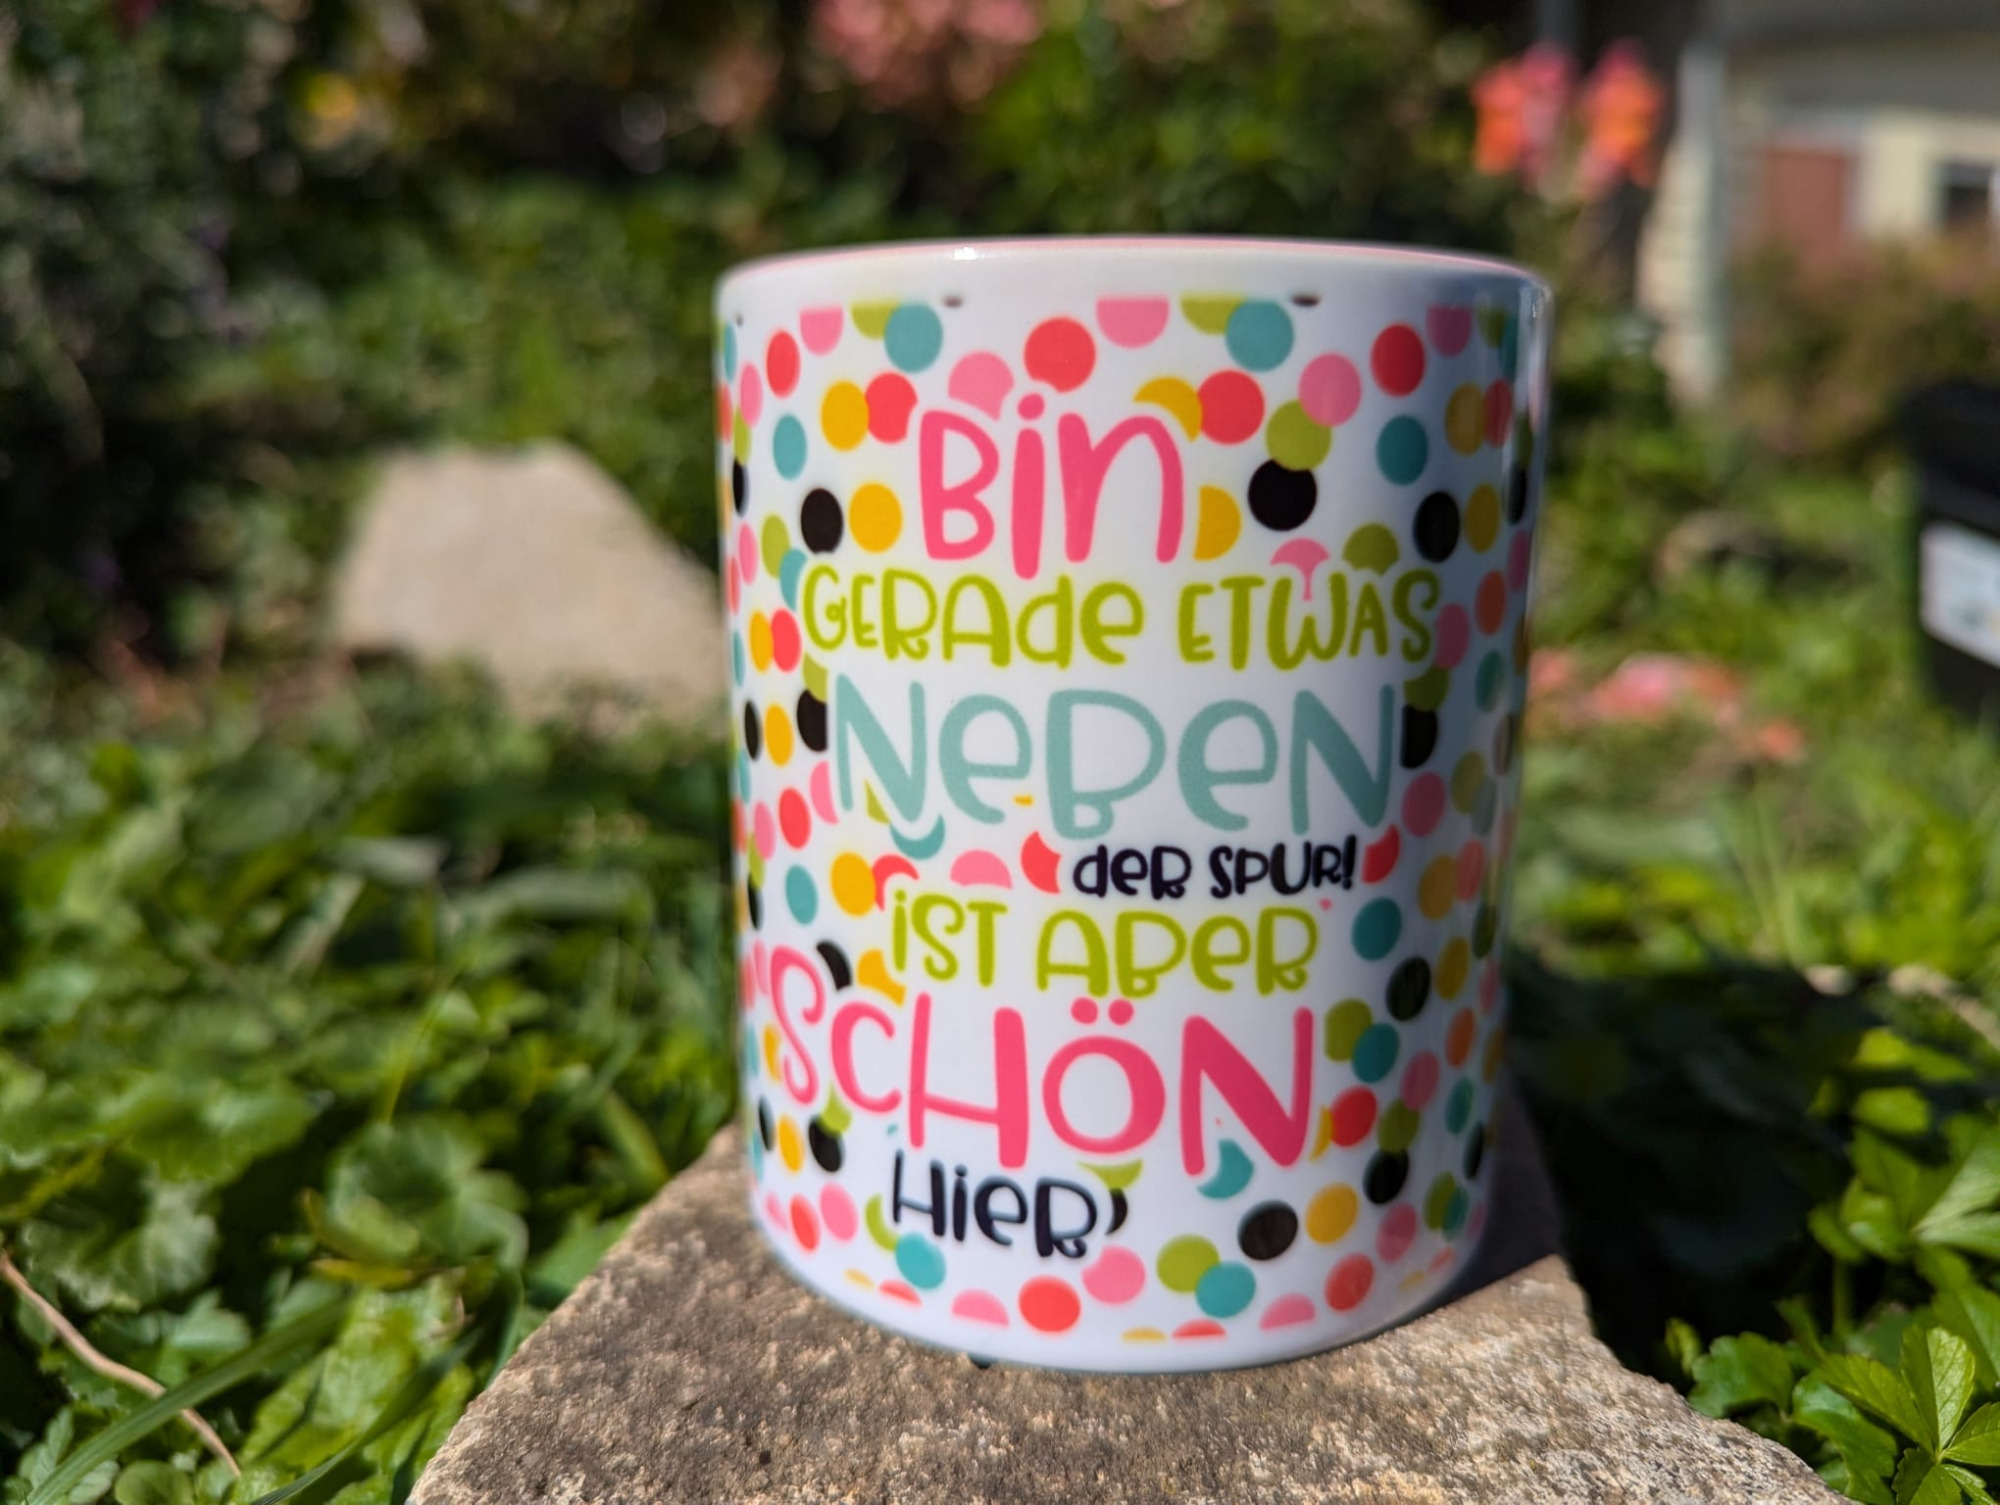 Bin
GERADE ETWAS
NEBEN
DER SPUR!
IST ABER
SCHÖN
HIER